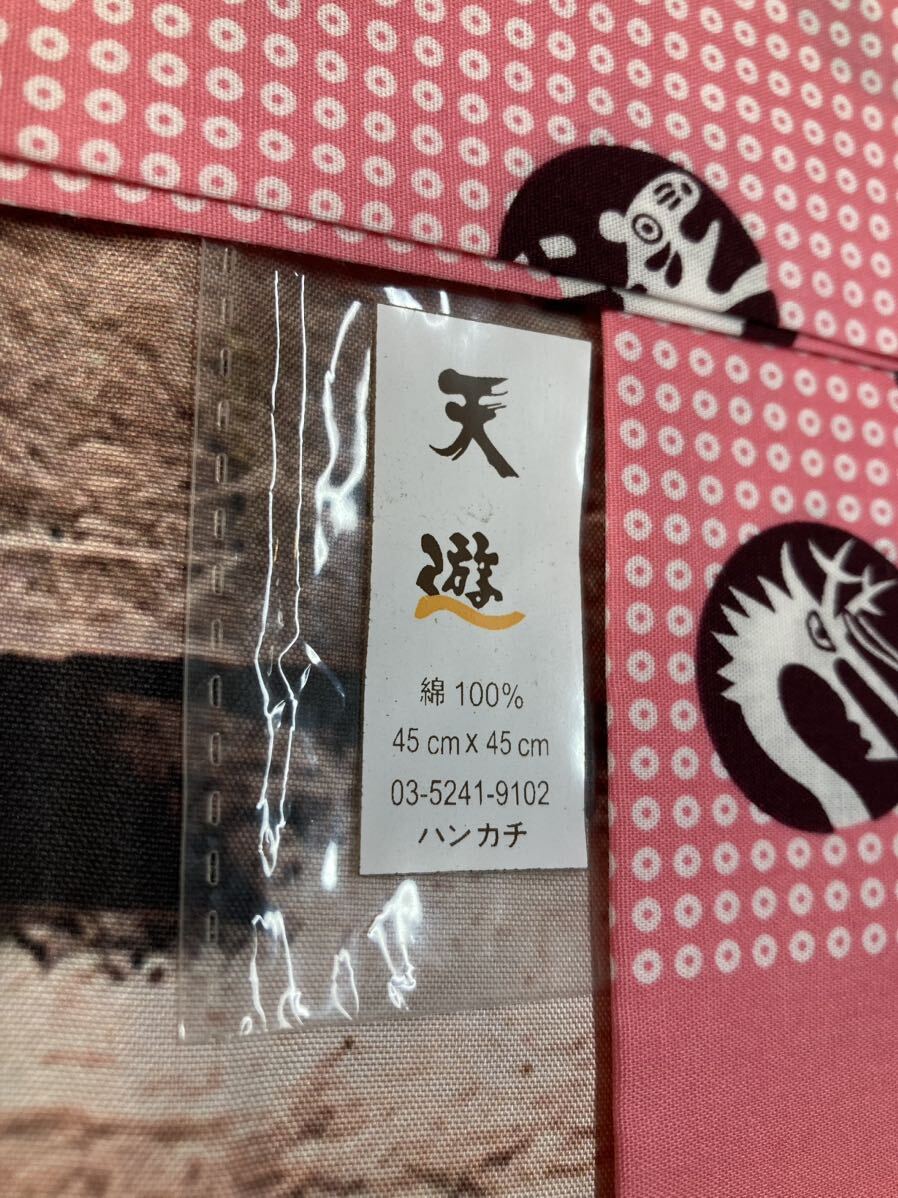 天
遊
綿 100%
45 cm x 45 cm
03-5241-9102
ハンカチ